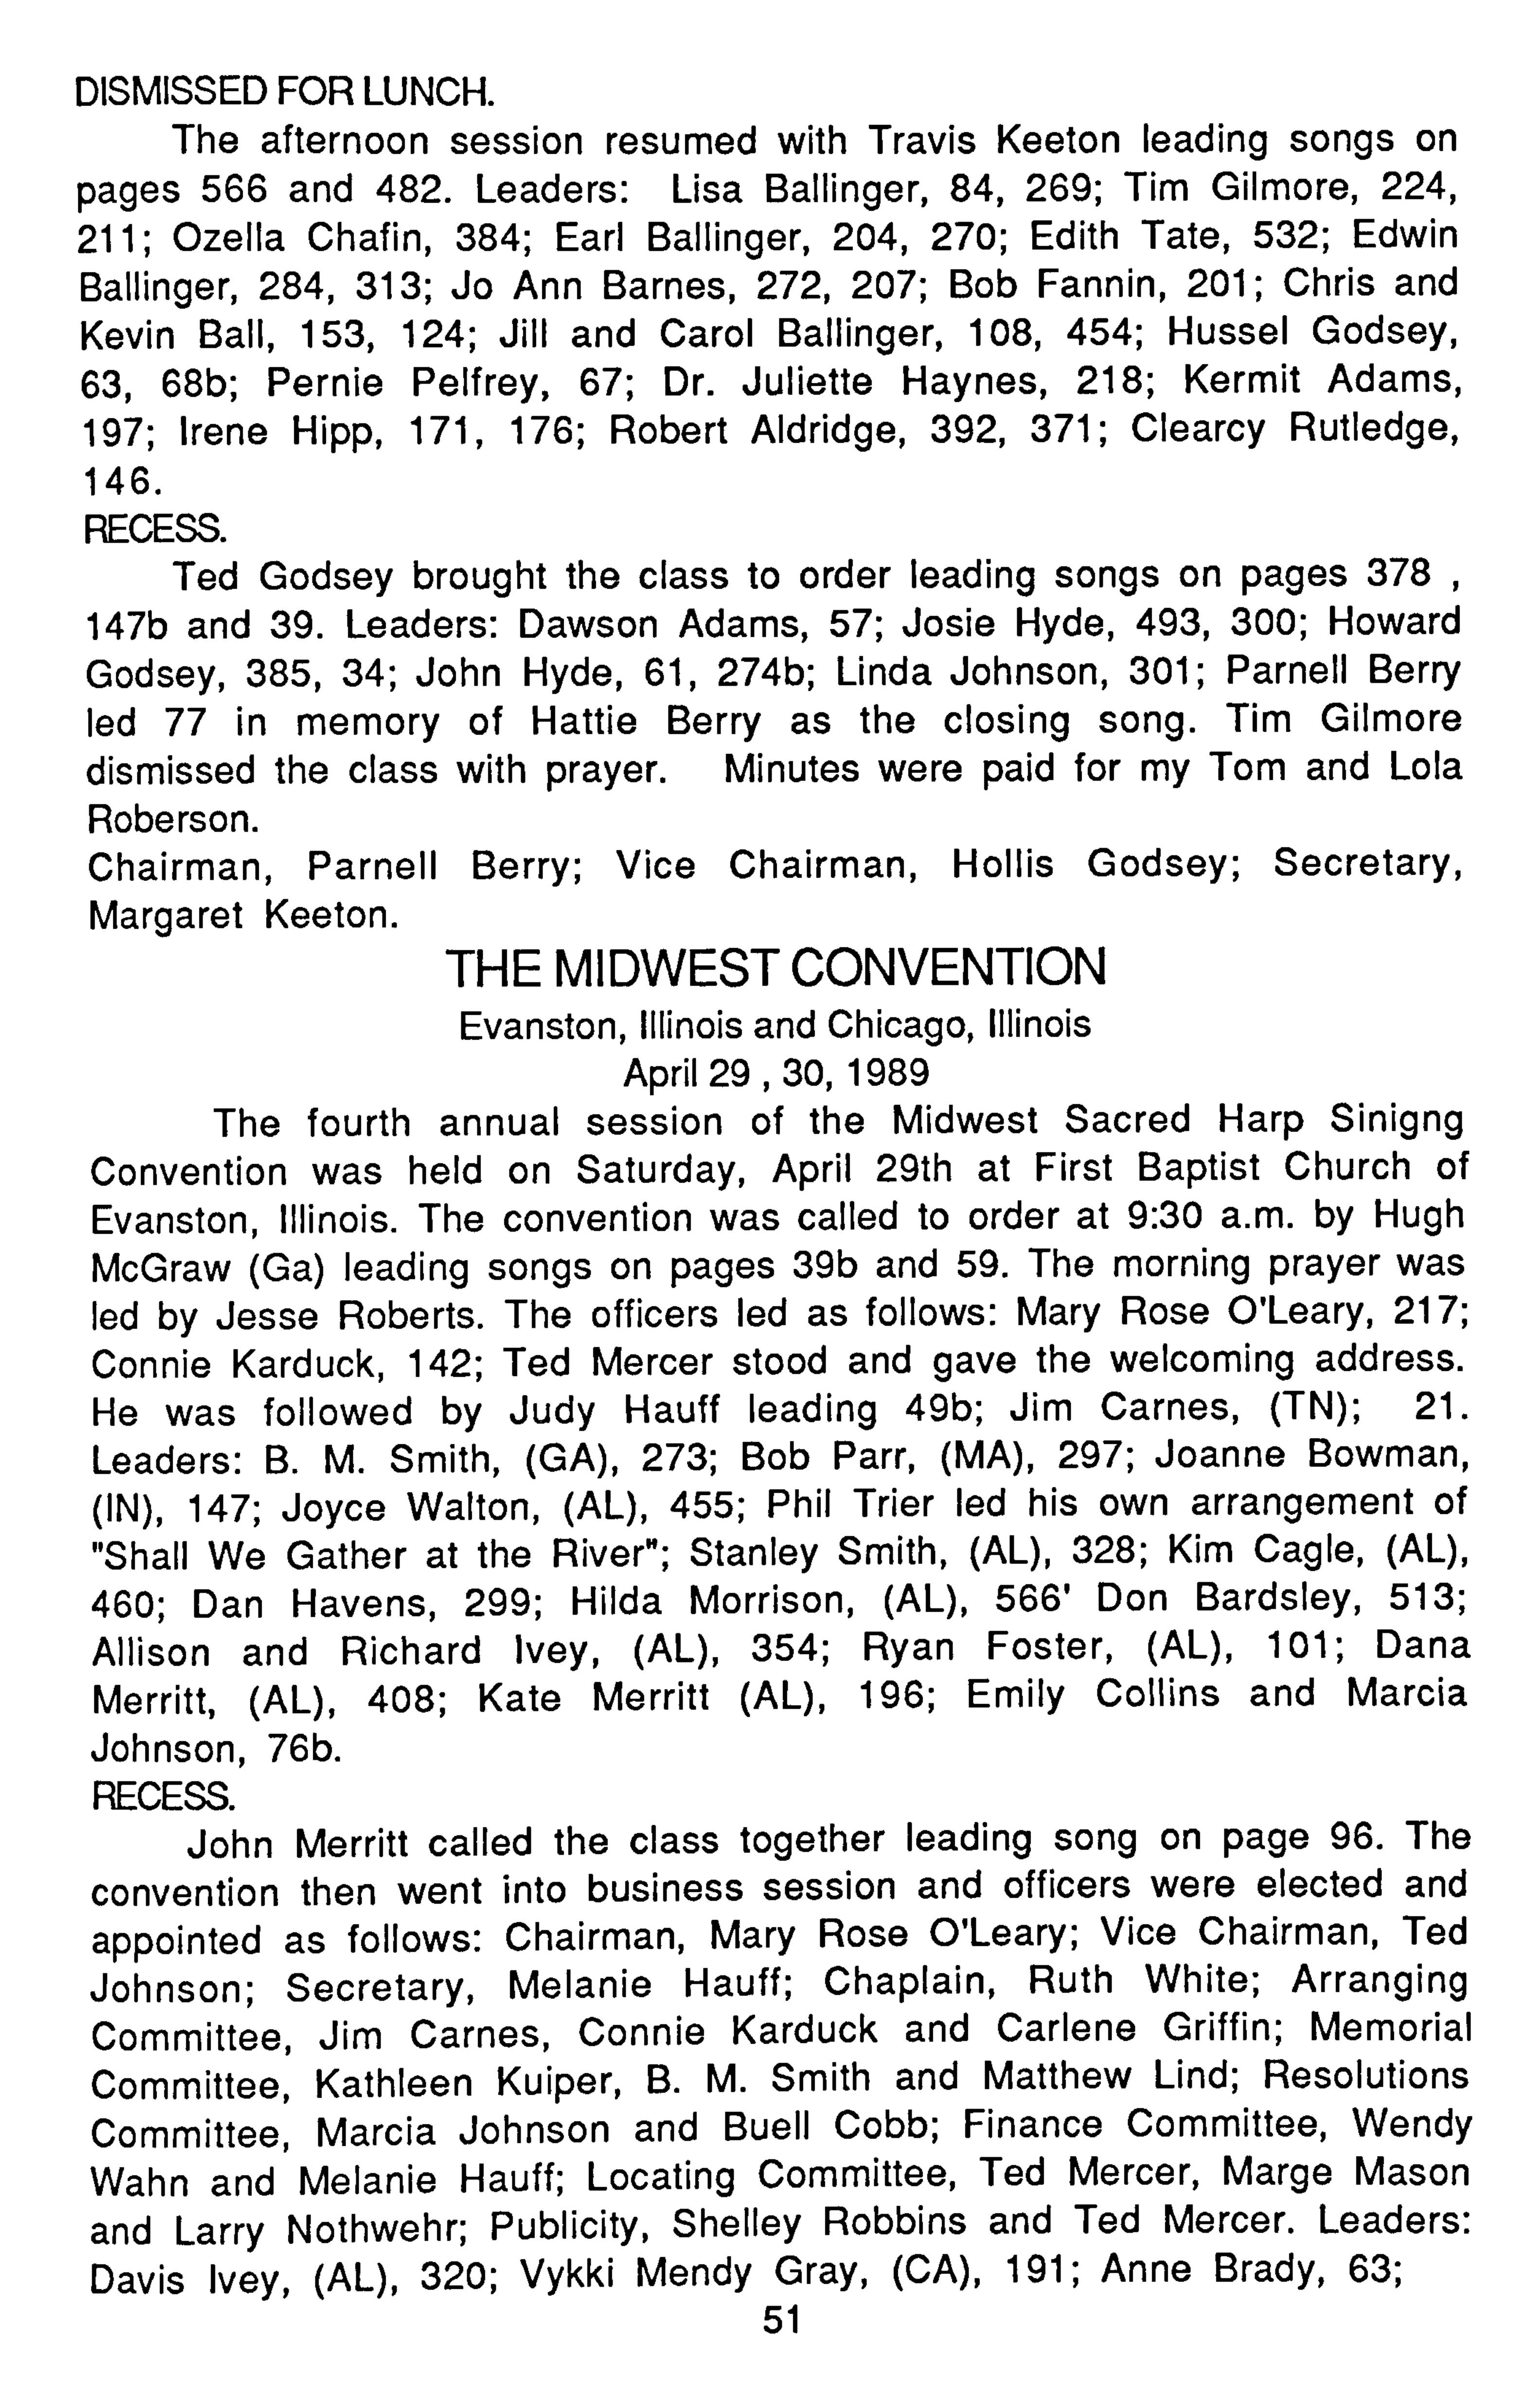 DISMISSED FOR LUNCH.
The afternoon session resumed with Travis Keeton leading songs on
pages 566 and 482. Leaders: Lisa Ballinger, 84, 269; Tim Gilmore, 224,
211; Ozella Chafin, 384; Earl Ballinger, 204, 270; Edith Tate, 532; Edwin
Ballinger, 284, 313; Jo Ann Barnes, 272, 207; Bob Fannin, 201; Chris and
Kevin Ball, 153, 124; Jill and Carol Ballinger, 108, 454; Hussel Godsey,
63, 68b; Pernie Pelfrey, 67; Dr. Juliette Haynes, 218; Kermit Adams,
197; Irene Hipp, 171, 176; Robert Aldridge, 392, 371; Clearcy Rutledge,
146.
RECESS.
Ted Godsey brought the class to order leading songs on pages 378 ,
147b and 39. Leaders: Dawson Adams, 57; Josie Hyde, 493, 300; Howard
Godsey, 385, 34; John Hyde, 61, 274b; Linda Johnson, 301; Parnell Berry
led 77 in memory of Hattie Berry as the closing song. Tim Gilmore
dismissed the class with prayer. Minutes were paid for my Tom and Lola
Roberson.
Chairman, Parnell Berry; Vice Chairman, Hollis Godsey; Secretary,
Margaret Keeton.
THE MIDWEST CONVENTION
Evanston, Illinois and Chicago, Illinois
April 29 , 30, 1989
The fourth annual session of the Midwest Sacred Harp Sinigng
Convention was held on Saturday, April 29th at First Baptist Church of
Evanston, Illinois. The convention was called to order at 9:30 a.m. by Hugh
McGraw (Ga) leading songs on pages 39b and 59. The morning prayer was
led by Jesse Roberts. The officers led as follows: Mary Rose O'Leary, 217;
Connie Karduck, 142; Ted Mercer stood and gave the welcoming address.
He was followed by Judy Hauff leading 49b; Jim Carnes, (TN); 21.
Leaders: B. M. Smith, (GA), 273; Bob Parr, (MA), 297; Joanne Bowman,
(IN), 147; Joyce Walton, (AL), 455; Phil Trier led his own arrangement of
"Shall We Gather at the River"; Stanley Smith, (AL), 328; Kim Cagle, (AL),
460; Dan Havens, 299; Hilda Morrison, (AL), 566' Don Bardsley, 513;
Allison and Richard Ivey, (AL), 354; Ryan Foster, (AL), 101; Dana
Merritt, (AL), 408; Kate Merritt (AL), 196; Emily Collins and Marcia
Johnson, 76b.
RECESS.
John Merritt called the class together leading song on page 96. The
convention then went into business session and officers were elected and
appointed as follows: Chairman, Mary Rose O'Leary; Vice Chairman, Ted
Johnson; Secretary, Melanie Hauff; Chaplain, Ruth White; Arranging
Committee, Jim Carnes, Connie Karduck and Carlene Griffin; Memorial
Committee, Kathleen Kuiper, B. M. Smith and Matthew Lind; Resolutions
Committee, Marcia Johnson and Buell Cobb; Finance Committee, Wendy
Wahn and Melanie Hauff; Locating Committee, Ted Mercer, Marge Mason
and Larry Nothwehr; Publicity, Shelley Robbins and Ted Mercer. Leaders:
Davis Ivey, (AL), 320; Vykki Mendy Gray, (CA), 191; Anne Brady, 63;
51